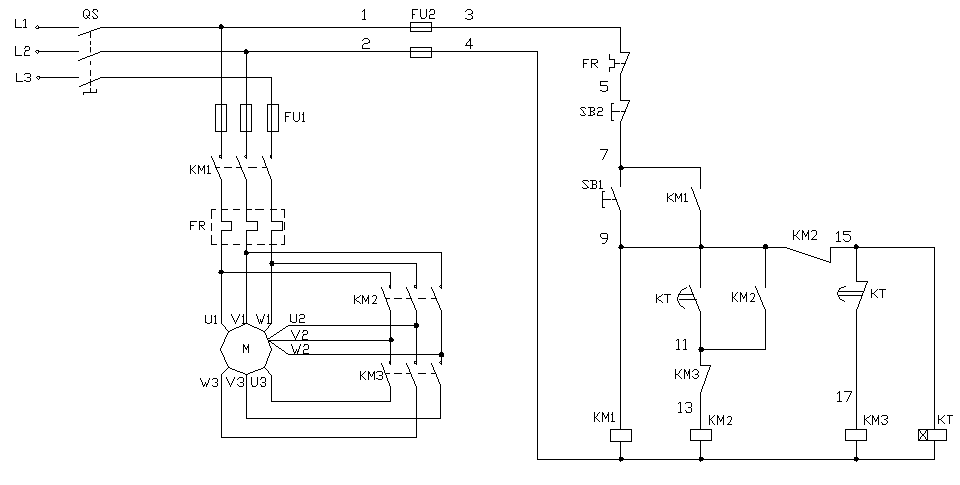 QS
L1 1 FU2 3
L2 2 4
L3
FR
5
FU1
SB2
7
KM1
SB1
KM1
FR
9
KM2 15
KM2
KT
KM2
KT
U1 V1 W1 U2
V2
M
W2
11
W3 V3 U3
KM3
KM3
17
13
KM1
KM2
KM3
KT